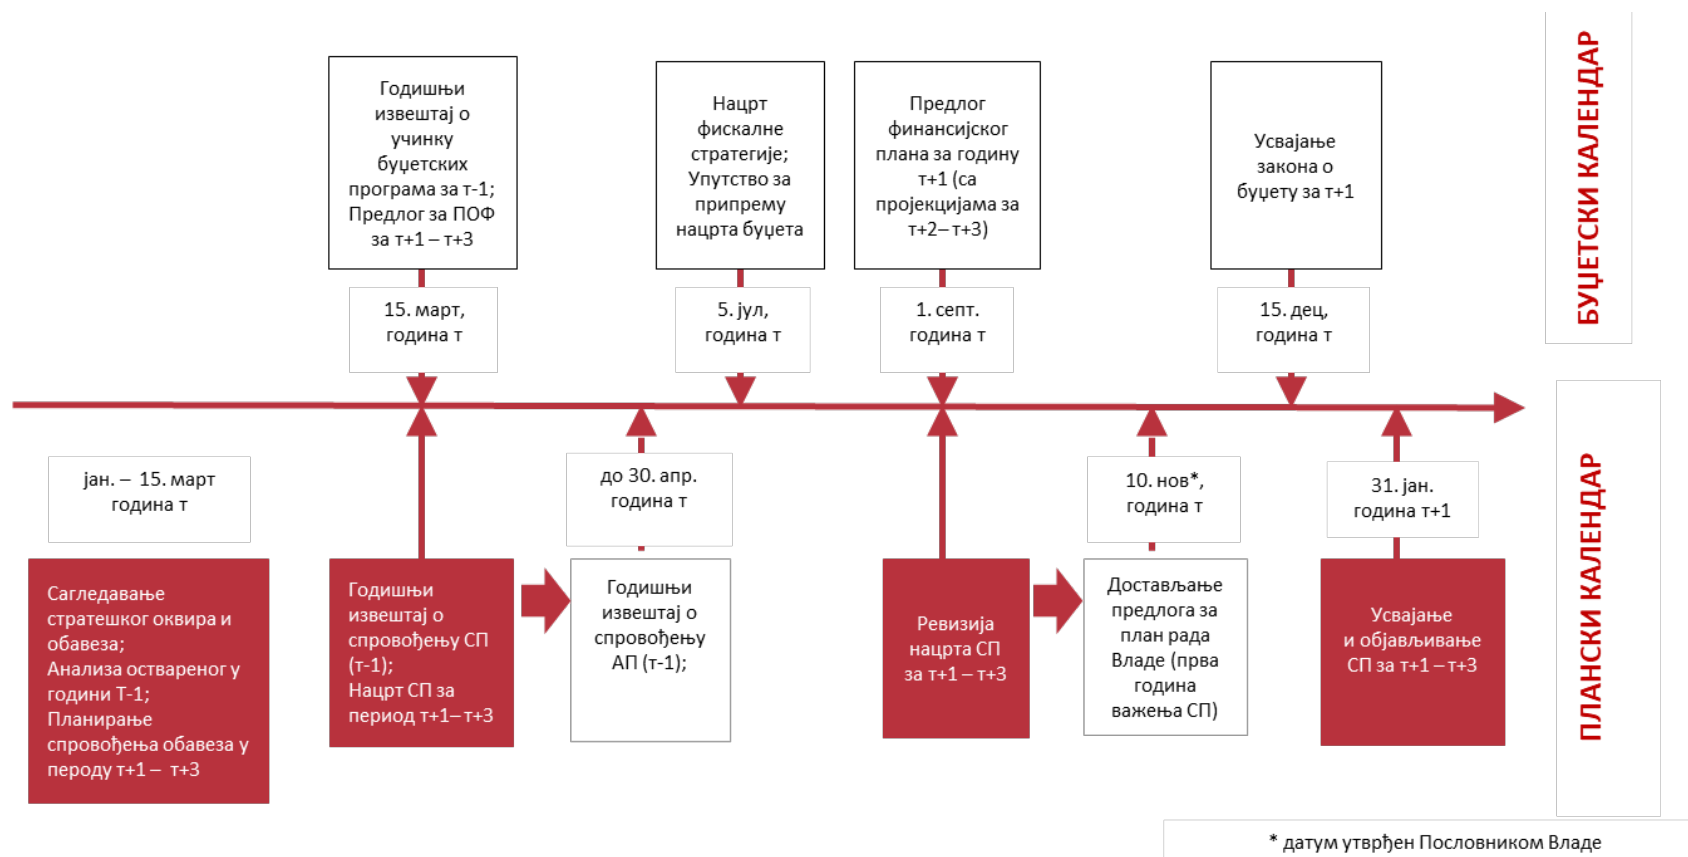 Годишњи
извештај о
учинку
буџетских
програма за т-1;
Предлог за ПОФ
за т+1 – т+3
Нацрт
фискалне
стратегије;
Упутство за
припрему
нацрта буџета
Предлог
финансијског
плана за годину
т+1 (са
пројекцијама за
т+2– т+3)
Усвајање
закона о
буџету за т+1
БУЏЕТСКИ КАЛЕНДАР
15. март,
година т
5. јул,
година т
1. септ.
година т
15. дец,
година т
јан. – 15. март
година т
до 30. апр.
година т
10. нов*,
година т
31. јан.
година т+1
Сагледавање
стратешког оквира и
обавеза;
Анализа оствареног у
години Т-1;
Планирање
спровођења обавеза у
пероду т+1 – т+3
Годишњи
извештај о
спровођењу СП
(т-1);
Нацрт СП за
период т+1– т+3
Годишњи
извештај о
спровођењу
АП (т-1);
Ревизија
нацрта СП
за т+1 – т+3
Достављање
предлога за
план рада
Владе (прва
година
важења СП)
Усвајање
и објављивање
СП за т+1 – т+3
ПЛАНСКИ КАЛЕНДАР
* датум утврђен Пословником Владе